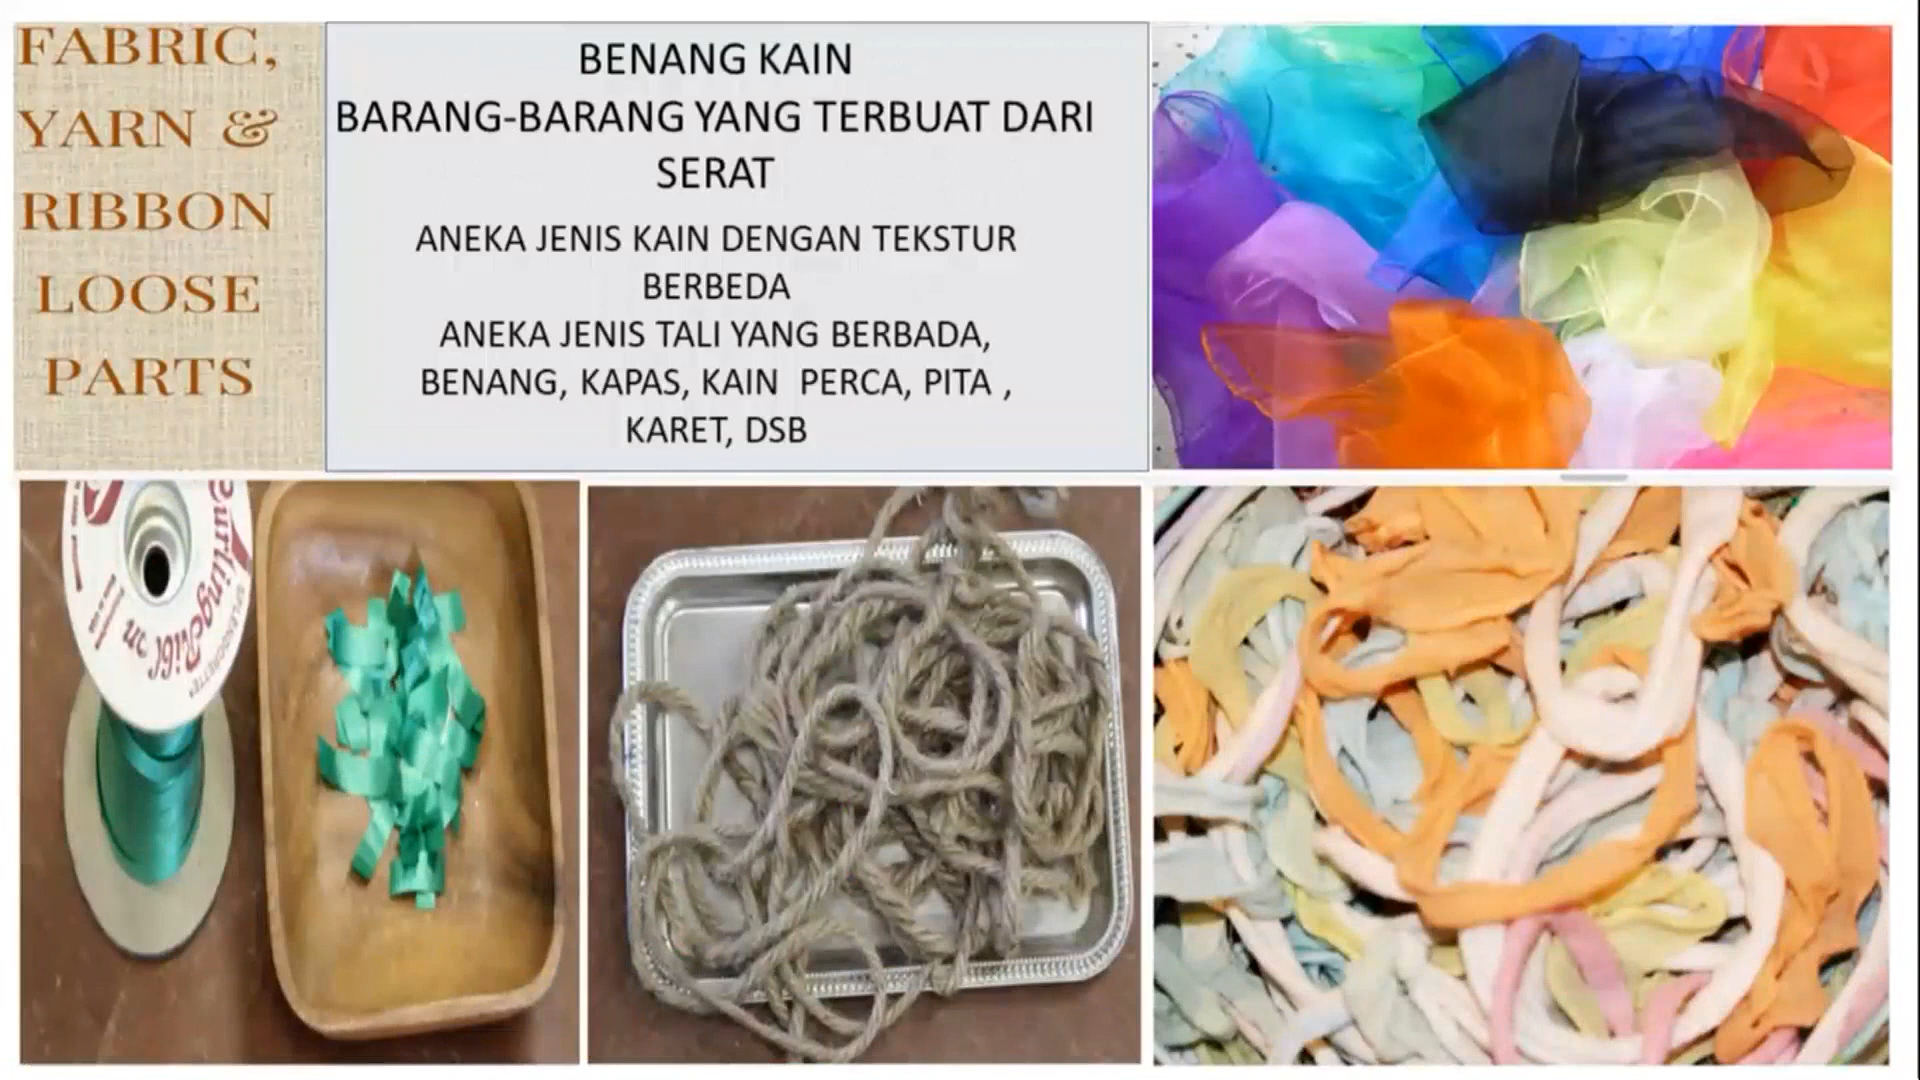 FABRIC,
YARN &
RIBBON
LOOSE
PARTS
BENANG KAIN
BARANG-BARANG YANG TERBUAT DARI
SERAT
ANEKA JENIS KAIN DENGAN TEKSTUR
BERBEDA
ANEKA JENIS TALI YANG BERBADA,
BENANG, KAPAS, KAIN PERCA, PITA ,
KARET, DSB
SPLENDORETTE